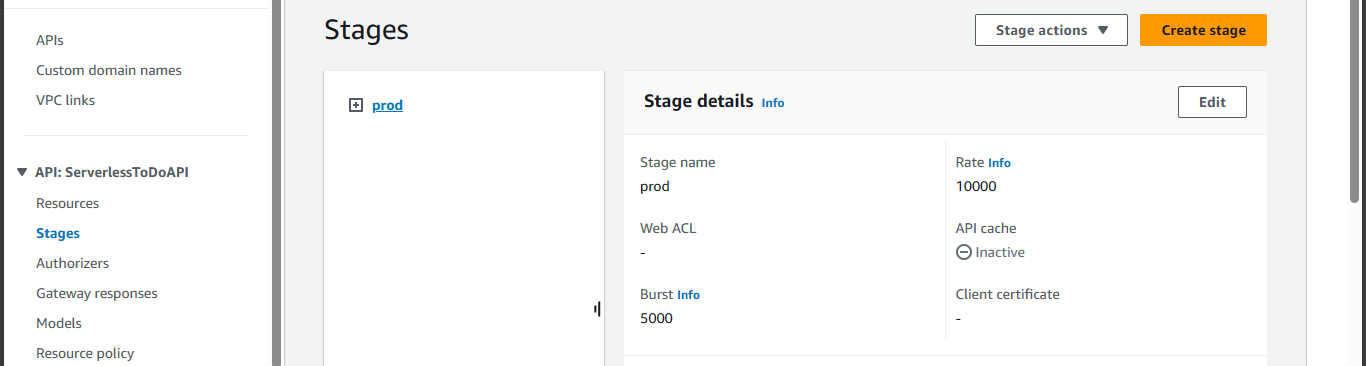 APIs
Custom domain names
VPC links
API: ServerlessToDoAPI
Resources
Stages
Authorizers
Gateway responses
Models
Resource policy
Stages
Stage actions
Create stage
prod
Stage details Info
Edit
Stage name
prod
Rate Info
10000
Web ACL
-
API cache
Inactive
Burst Info
5000
Client certificate
-